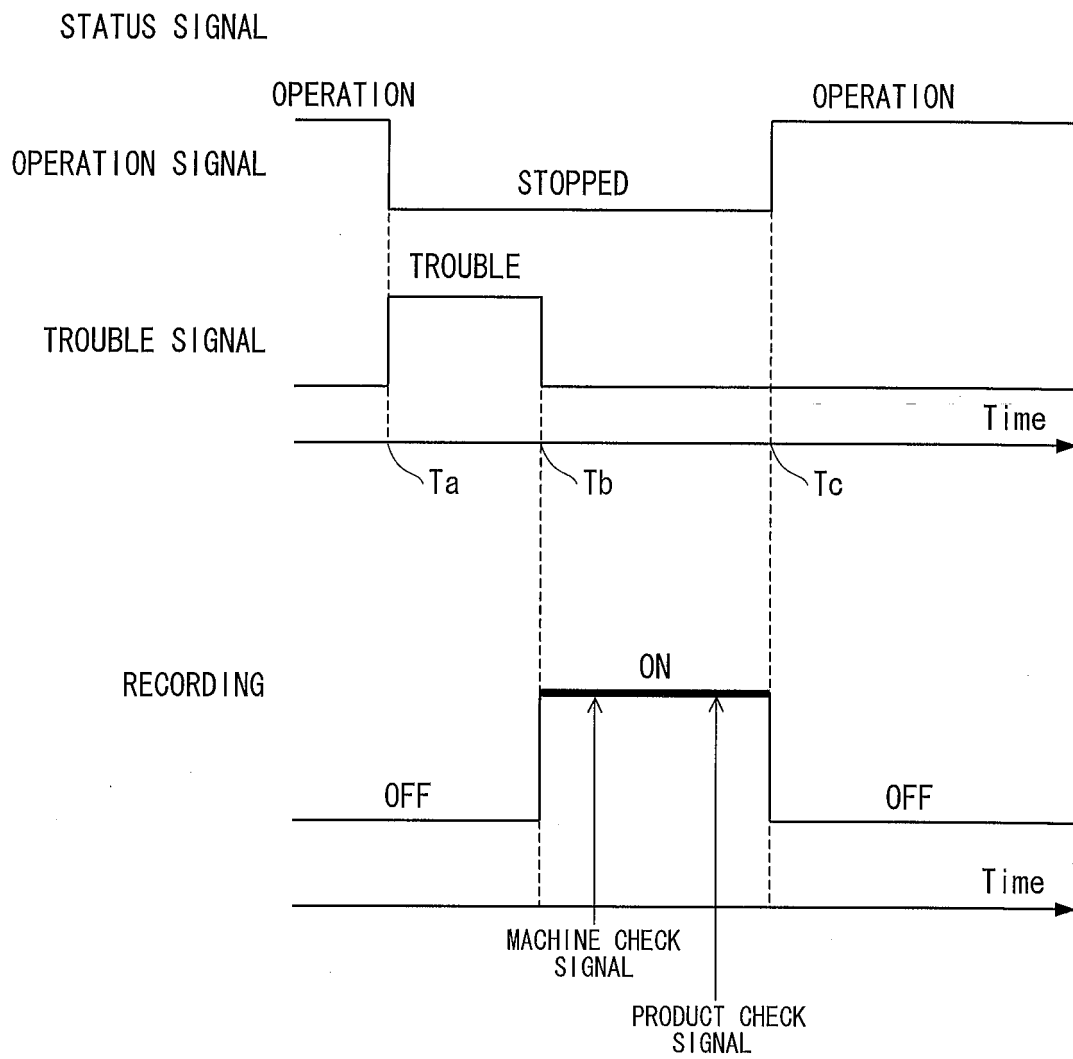 STATUS SIGNAL
OPERATION
OPERATION
OPERATION SIGNAL
STOPPED
TROUBLE
TROUBLE SIGNAL
Time
Ta
Tb
Tc
ON
RECORDING
OFF
OFF
Time
MACHINE CHECK
SIGNAL
PRODUCT CHECK
SIGNAL